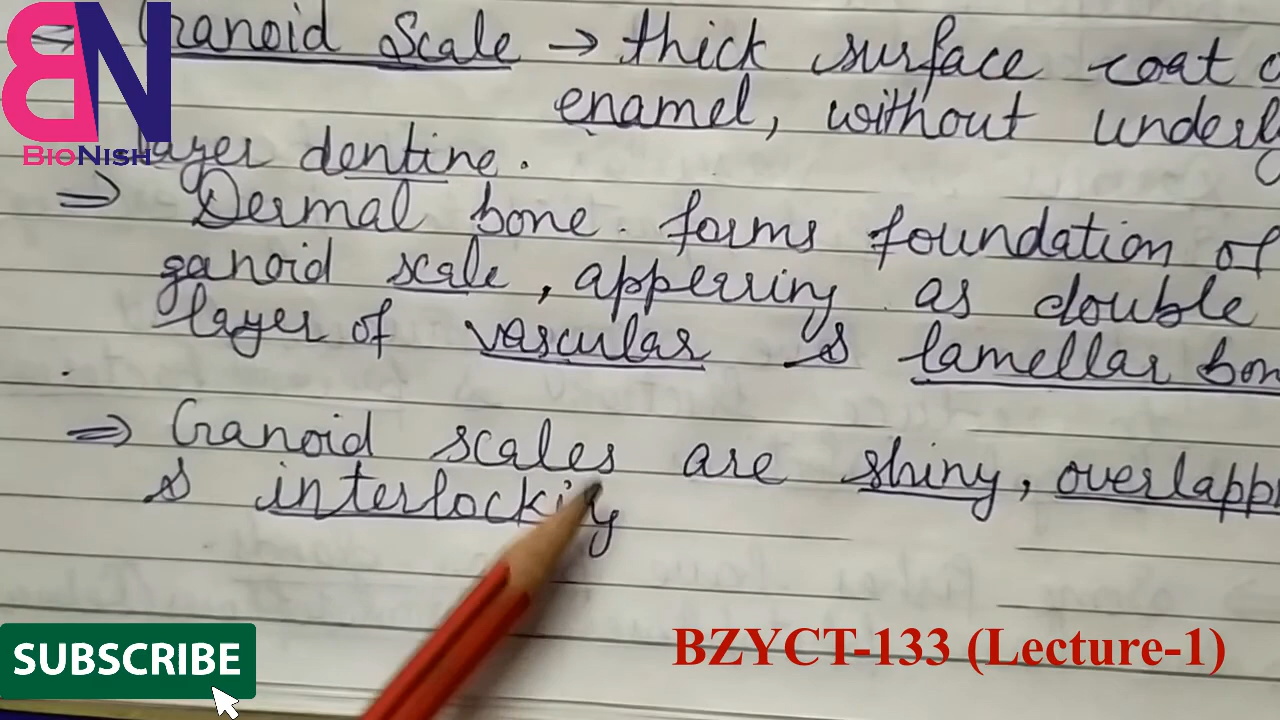 ⇒ Ganoid Scale → thick surface coat
enamel, without underly
layer dentine.
⇒ Dermal bone. forms foundation of
ganoid scale, apperring as double
layer of vascular & lamellar bon
⇒ Ganoid scales are shiny, overlapp
& interlocking
BN
BIONISH
SUBSCRIBE
BZYCT-133 (Lecture-1)